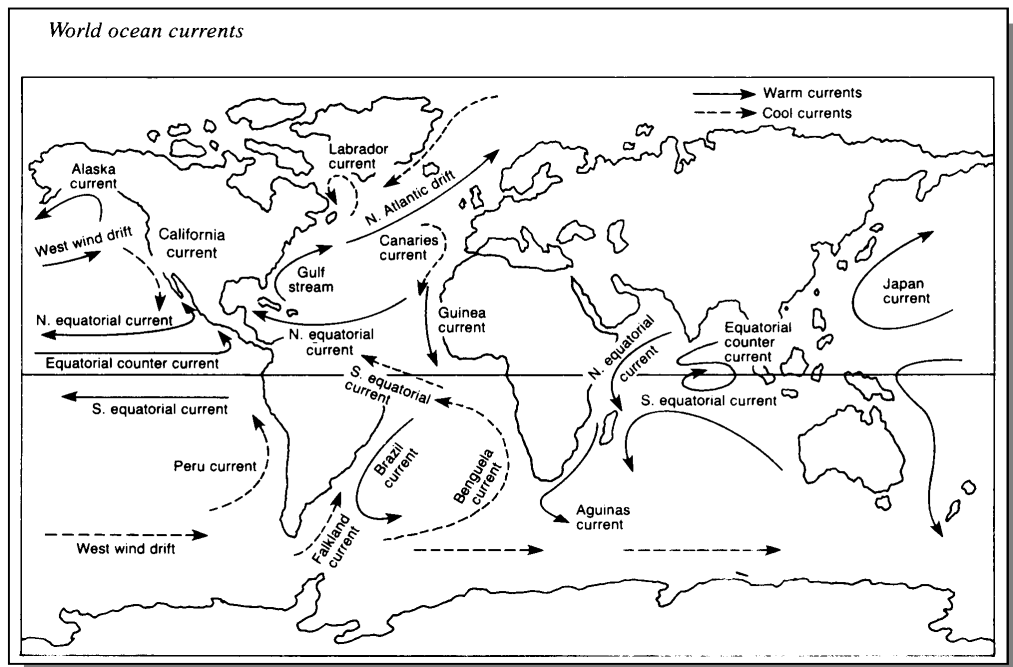 World ocean currents
Warm currents
Cool currents
Labrador
current
Alaska
current
N. Atlantic drift
West wind drift
California
current
Canaries
current
Gulf
stream
Japan
current
N. equatorial current
Guinea
current
N. equatorial
current
N. equatorial
current
Equatorial
counter
current
Equatorial counter current
S. equatorial
current
S. equatorial current
S. equatorial current
Peru current
Brazil
current
Benguela
current
Aguinas
current
Falkland
current
West wind drift